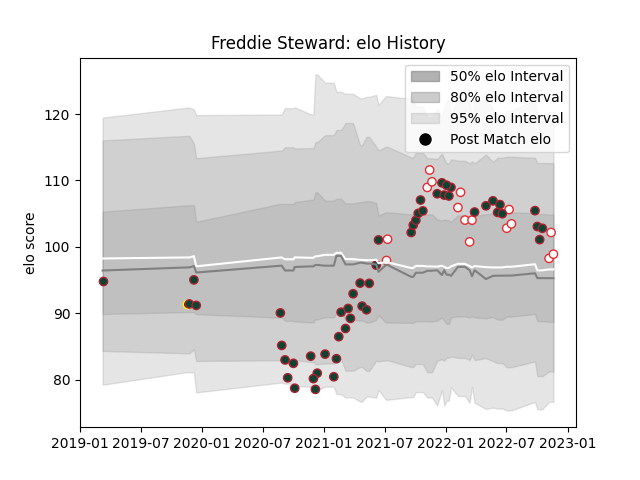 Freddie Steward: elo History
50% elo Interval
80% elo Interval
95% elo Interval
Post Match elo
elo score
120
110
100
90
80
2019-01 2019-07 2020-01 2020-07 2021-01 2021-07 2022-01 2022-07 2023-01